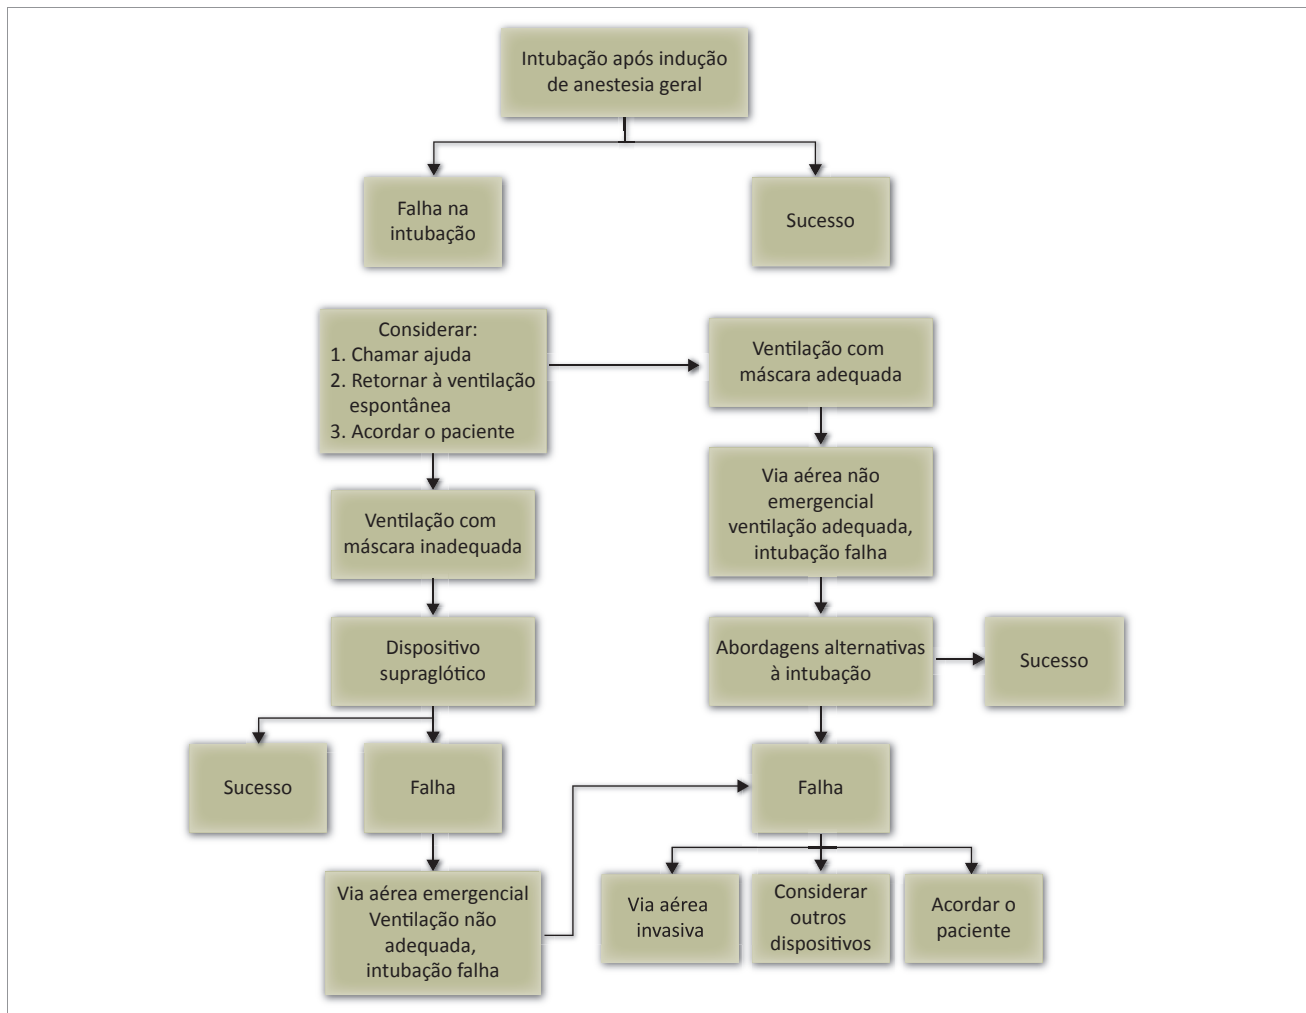 Intubação após indução
de anestesia geral
Falha na
intubação
Sucesso
Considerar:
1. Chamar ajuda
2. Retornar à ventilação
espontânea
3. Acordar o paciente
Ventilação com
máscara adequada
Ventilação com
máscara inadequada
Via aérea não
emergencial
ventilação adequada,
intubação falha
Dispositivo
supraglótico
Abordagens alternativas
à intubação
Sucesso
Sucesso
Falha
Falha
Via aérea emergencial
Ventilação não
adequada,
intubação falha
Via aérea
invasiva
Considerar
outros
dispositivos
Acordar o
paciente